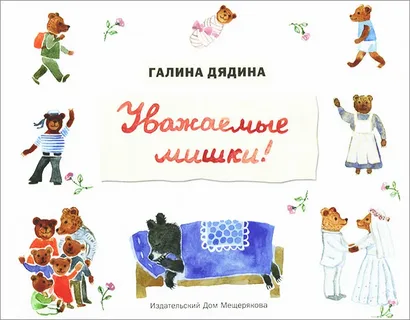 ГАЛИНА ДЯДИНА
Уважаемые
мишки!
Издательский Дом Мещерякова